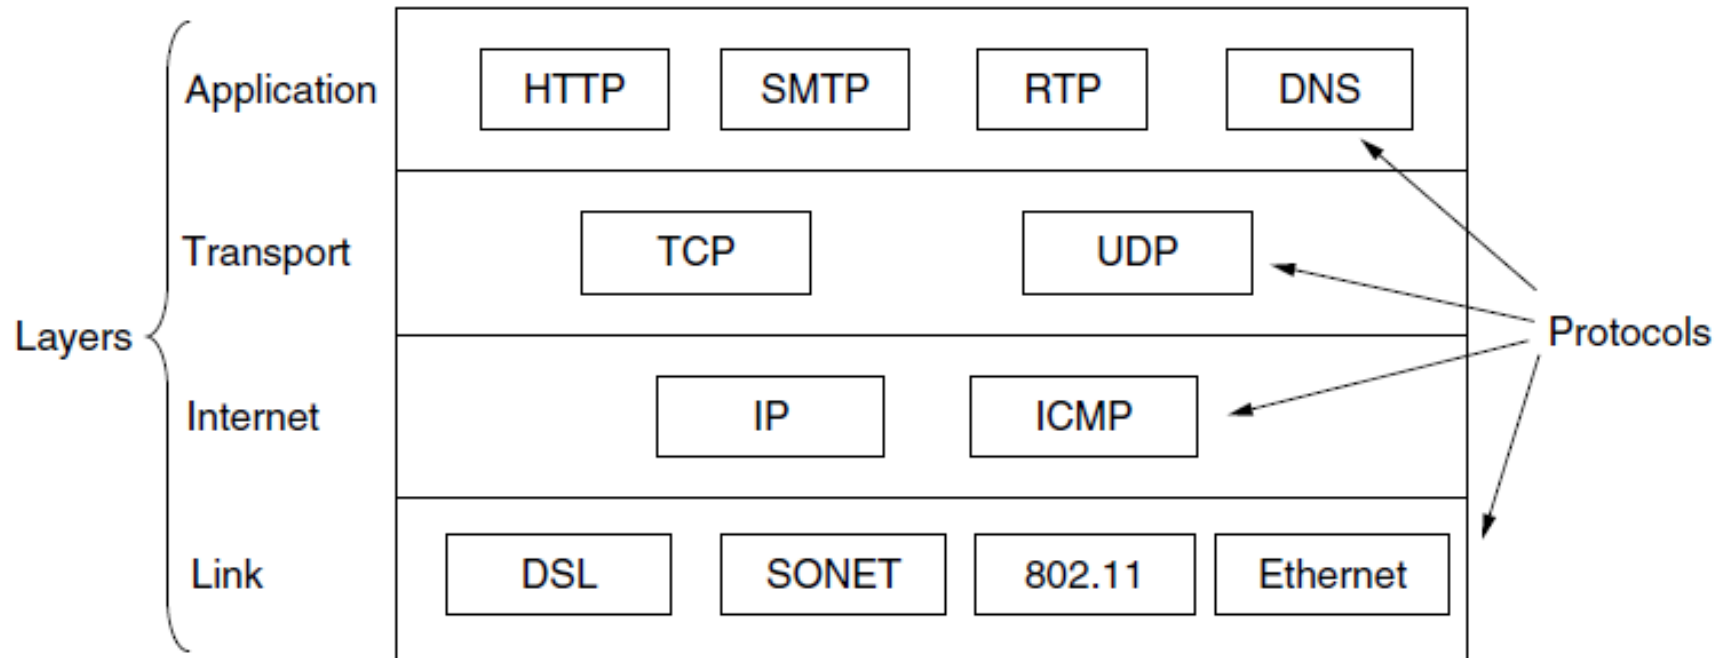 Layers
Application
HTTP
SMTP
RTP
DNS
Transport
TCP
UDP
Protocols
Internet
IP
ICMP
Link
DSL
SONET
802.11
Ethernet